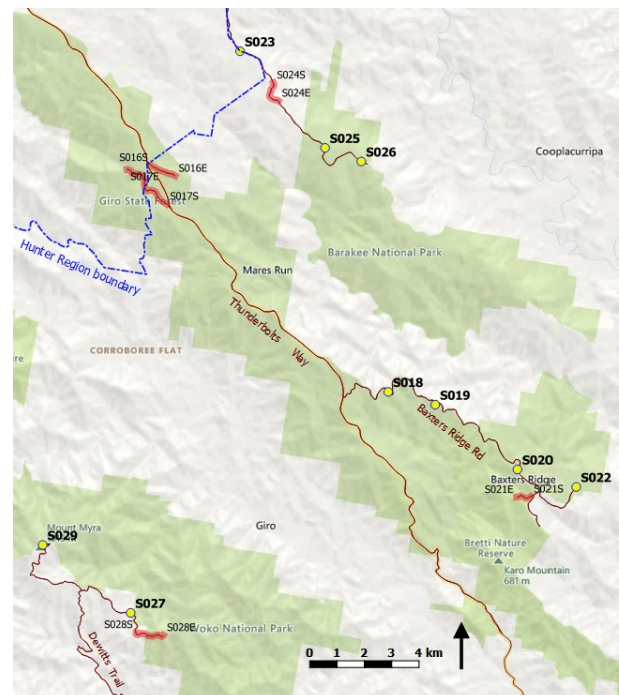 S023
S024S
S024E
S025
S026
Cooplacurripa
S016S
S016E
S017E
S017S
Giro State Forest
Hunter Region boundary
Barakee National Park
Mares Run
Thunderbolts Way
CORROBOREE FLAT
S018
S019
Baxters Ridge Rd
S020
Baxters Ridge
S022
S021E
S021S
Giro
Mount Myra
S029
Bretti Nature
Reserve
Karo Mountain
681 m
S027
S028S
S028E
Woko National Park
Dewitts Trail
0 1 2 3 4 km